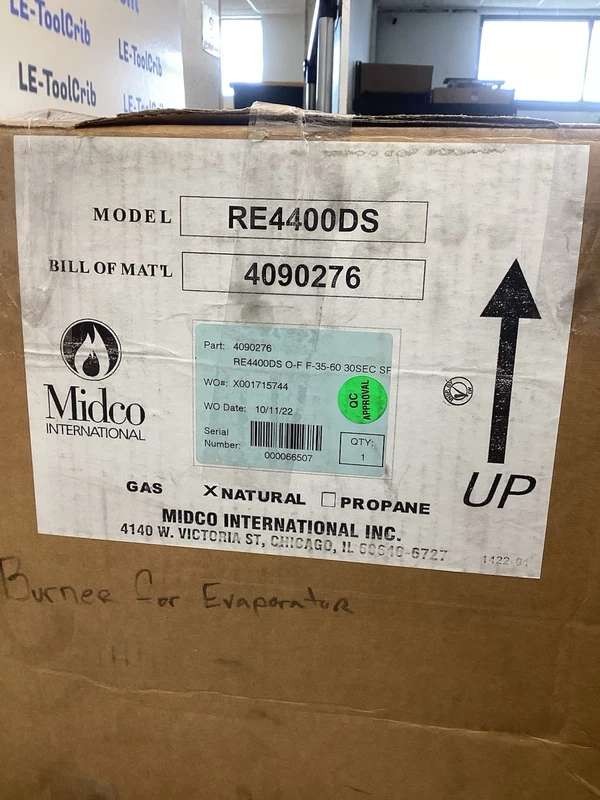 LE-ToolCrib
LE-ToolCrib
LE-ToolCrib
MODEL RE4400DS
BILL OF MAT'L 4090276
Midco
INTERNATIONAL
Part: 4090276
RE4400DS O-F F-35-60 30SEC SF
WO#: X001715744
WO Date: 10/11/22
QC APPROVAL
Serial
Number:
000066507
QTY:
1
UP
GAS X NATURAL PROPANE
MIDCO INTERNATIONAL INC.
4140 W. VICTORIA ST, CHICAGO, IL 60646-6727
1422-91
Burner for Evaporator